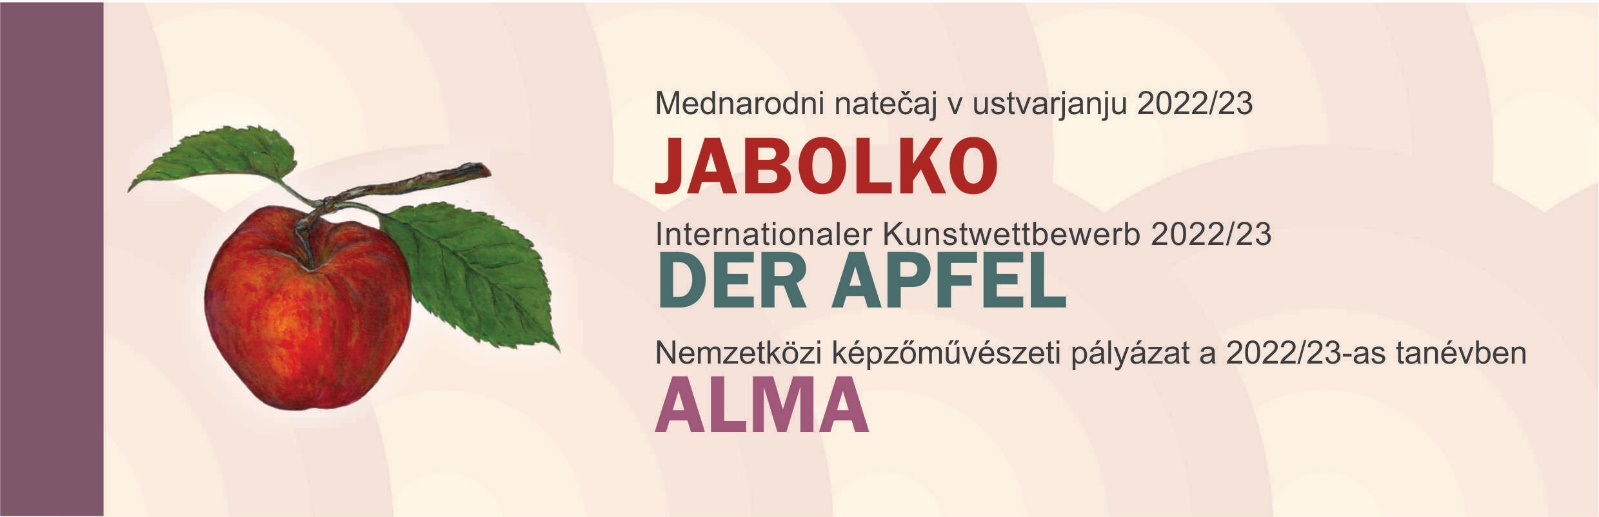 Mednarodni natečaj v ustvarjanju 2022/23
JABOLKO
Internationaler Kunstwettbewerb 2022/23
DER APFEL
Nemzetközi képzőművészeti pályázat a 2022/23-as tanévben
ALMA